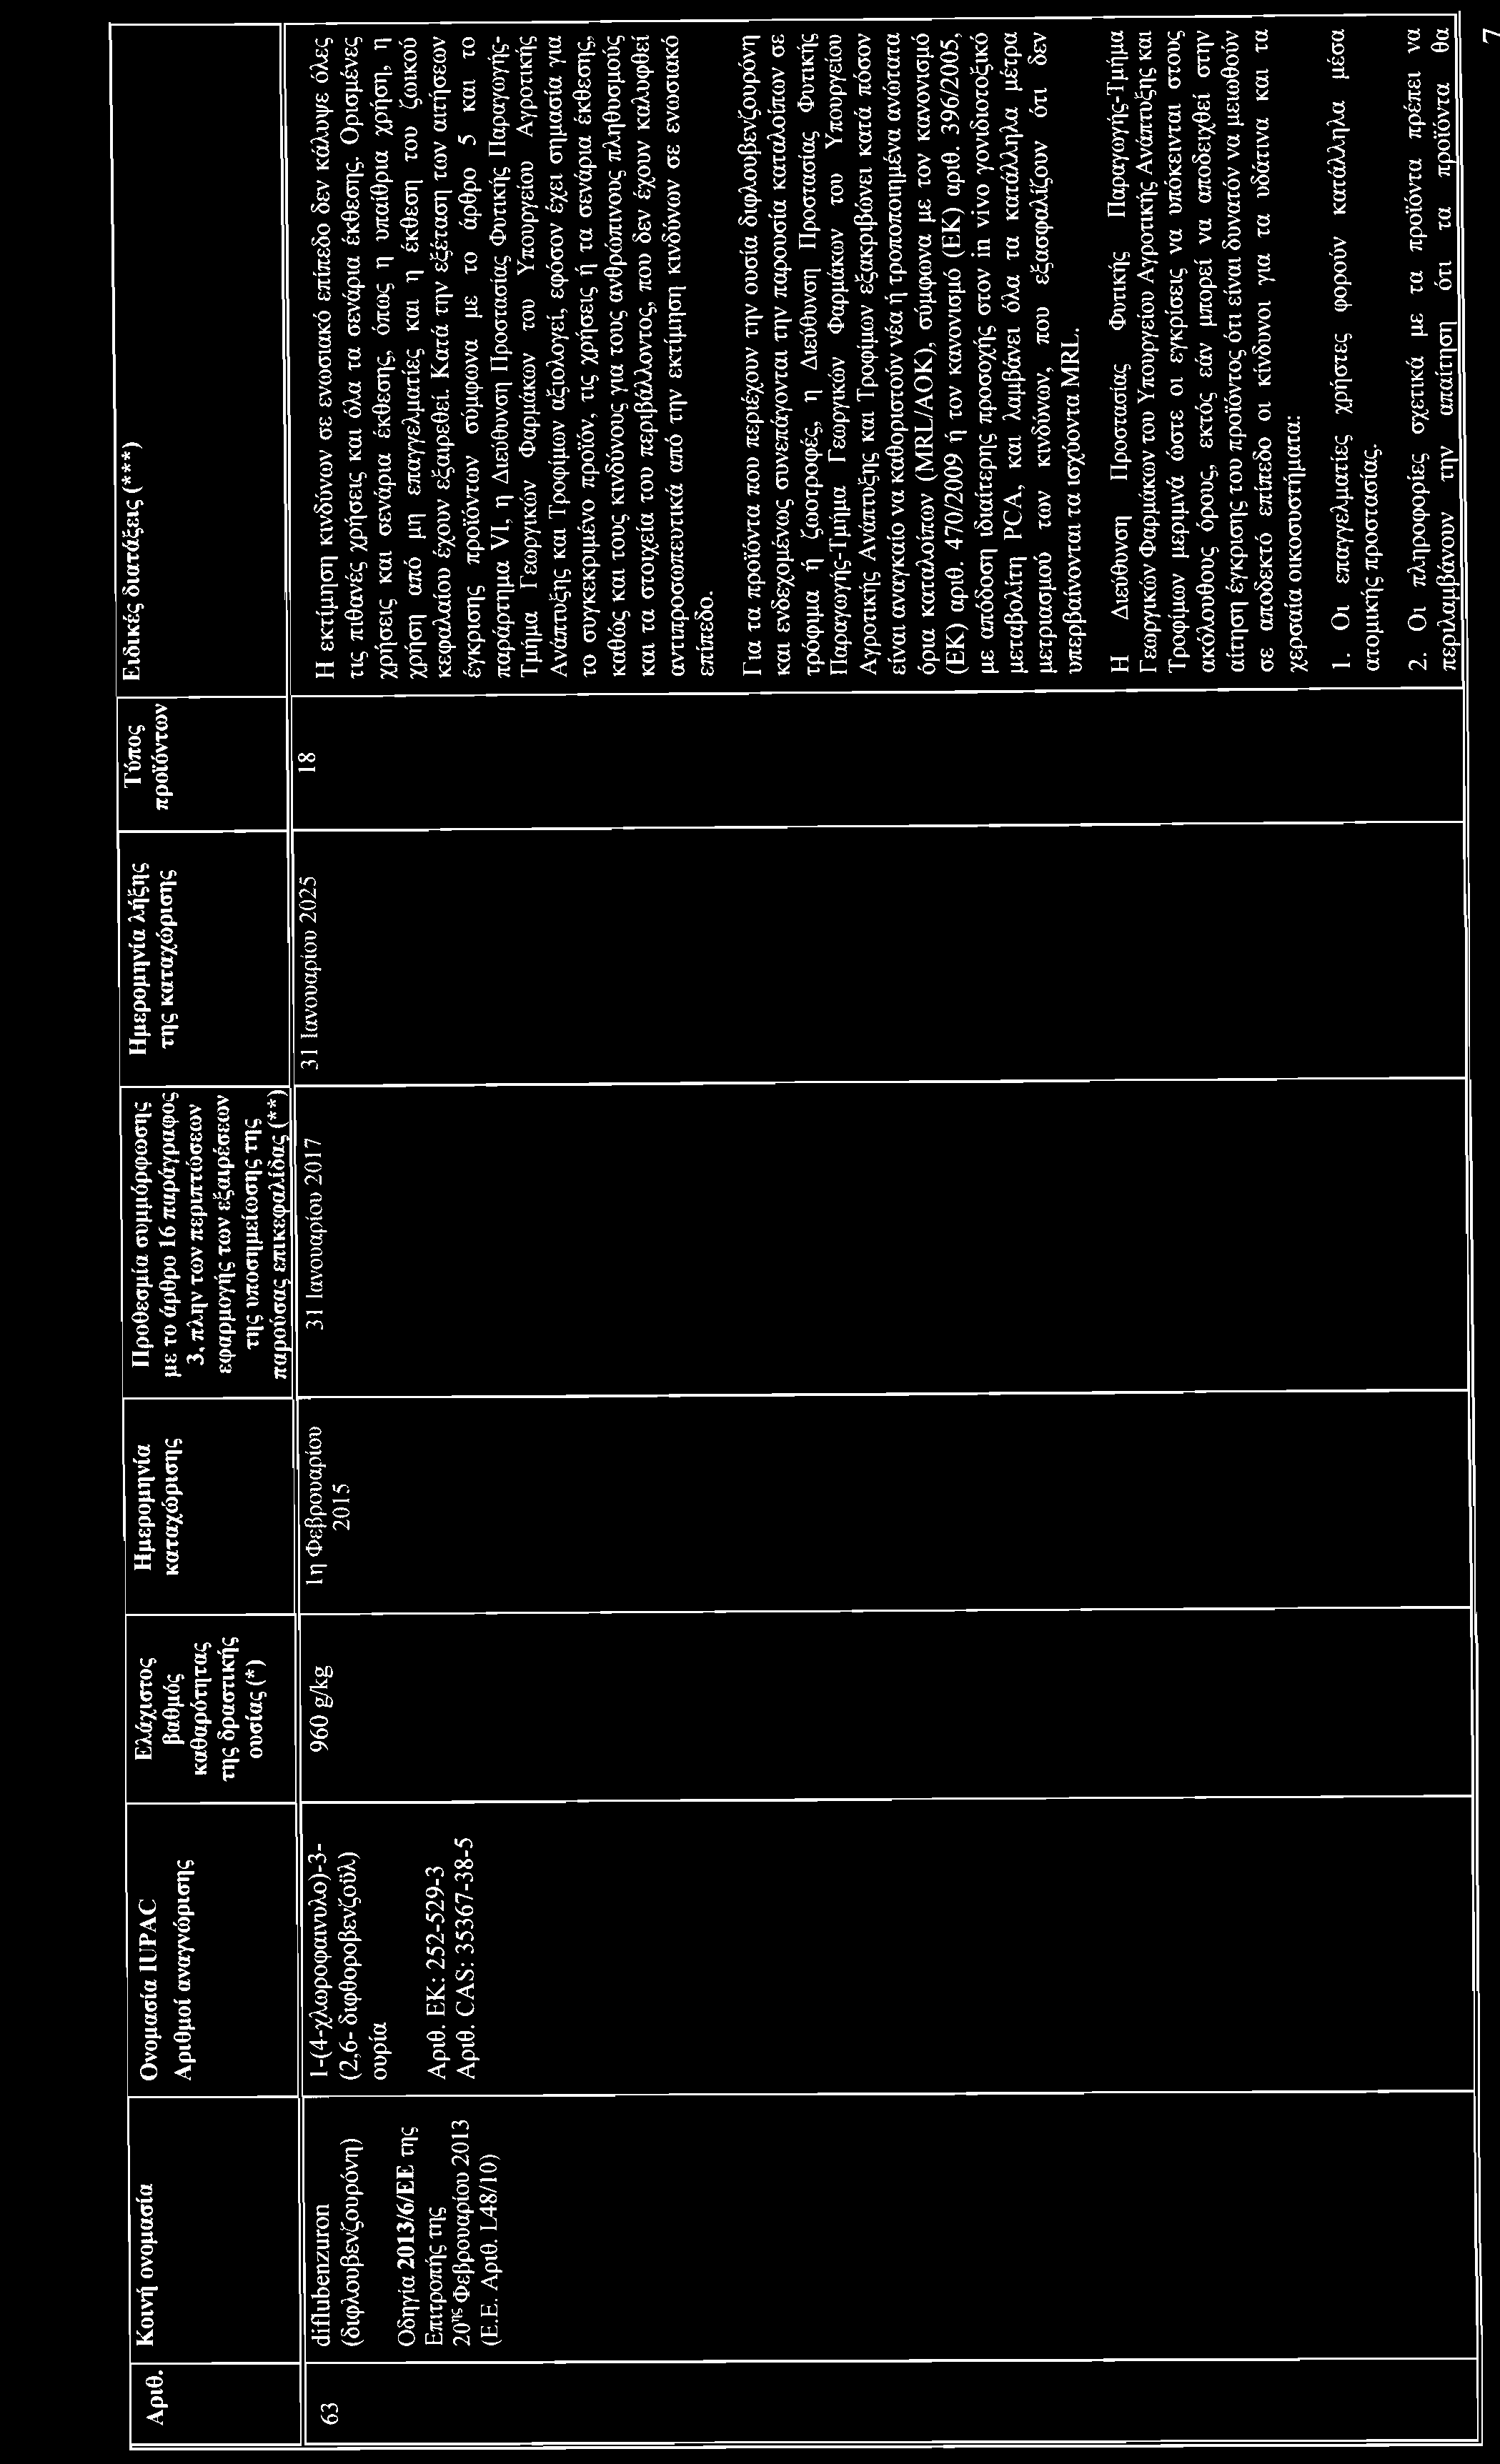 Αριθ.
Κοινή ονομασία
Ονομασία IUPAC
Αριθμοί αναγνώρισης
Ελάχιστος
βαθμός
καθαρότητας
της δραστικής
ουσίας (*)
Ημερομηνία
καταχώρισης
Προθεσμία συμμόρφωσης
με το άρθρο 16 παράγραφος
3, πλην των περιπτώσεων
εφαρμογής των εξαιρέσεων
της υποσημείωσης της
παρούσας επικεφαλίδας (**)
Ημερομηνία λήξης
της καταχώρισης
Τύπος
προϊόντων
Ειδικές διατάξεις (***)
63
diflubenzuron
(διφλουβενζουρόνη)
Οδηγία 2013/6/ΕΕ της
Επιτροπής της
20ης Φεβρουαρίου 2013
(Ε.Ε. Αριθ. L48/10)
1-(4-χλωροφαινυλο)-3-
(2,6- διφθοροβενζοϋλ)
ουρία
Αριθ. ΕΚ: 252-529-3
Αριθ. CAS: 35367-38-5
960 g/kg
1η Φεβρουαρίου
2015
31 Ιανουαρίου 2017
31 Ιανουαρίου 2025
18
Η εκτίμηση κινδύνων σε ενωσιακό επίπεδο δεν κάλυψε όλες
τις πιθανές χρήσεις και όλα τα σενάρια έκθεσης. Ορισμένες
χρήσεις και σενάρια έκθεσης, όπως η υπαίθρια χρήση, η
χρήση από μη επαγγελματίες και η έκθεση του ζωικού
κεφαλαίου έχουν εξαιρεθεί. Κατά την εξέταση των αιτήσεων
έγκρισης προϊόντων σύμφωνα με το άρθρο 5 και το
παράρτημα VI, η Διεύθυνση Προστασίας Φυτικής Παραγωγής-
Τμήμα Γεωργικών Φαρμάκων του Υπουργείου Αγροτικής
Ανάπτυξης και Τροφίμων αξιολογεί, εφόσον έχει σημασία για
το συγκεκριμένο προϊόν, τις χρήσεις ή τα σενάρια έκθεσης,
καθώς και τους κινδύνους για τους ανθρώπινους πληθυσμούς
και τα στοιχεία του περιβάλλοντος, που δεν έχουν καλυφθεί
αντιπροσωπευτικά από την εκτίμηση κινδύνων σε ενωσιακό
επίπεδο.
Για τα προϊόντα που περιέχουν την ουσία διφλουβενζουρόνη
και ενδεχομένως συνεπάγονται την παρουσία καταλοίπων σε
τρόφιμα ή ζωοτροφές, η Διεύθυνση Προστασίας Φυτικής
Παραγωγής-Τμήμα Γεωργικών Φαρμάκων του Υπουργείου
Αγροτικής Ανάπτυξης και Τροφίμων εξακριβώνει κατά πόσον
είναι αναγκαίο να καθοριστούν νέα ή τροποποιημένα ανώτατα
όρια καταλοίπων (MRL/ΑΟΚ), σύμφωνα με τον κανονισμό
(ΕΚ) αριθ. 470/2009 ή τον κανονισμό (ΕΚ) αριθ. 396/2005,
με απόδοση ιδιαίτερης προσοχής στον in vivo γονιδιοτοξικό
μεταβολίτη PCA, και λαμβάνει όλα τα κατάλληλα μέτρα
μετριασμού των κινδύνων, που εξασφαλίζουν ότι δεν
υπερβαίνονται τα ισχύοντα MRL.
Η Διεύθυνση Προστασίας Φυτικής Παραγωγής-Τμήμα
Γεωργικών Φαρμάκων του Υπουργείου Αγροτικής Ανάπτυξης και
Τροφίμων μεριμνά ώστε οι εγκρίσεις να υπόκεινται στους
ακόλουθους όρους, εκτός εάν μπορεί να αποδειχθεί στην
αίτηση έγκρισης του προϊόντος ότι είναι δυνατόν να μειωθούν
σε αποδεκτό επίπεδο οι κίνδυνοι για τα υδάτινα και τα
χερσαία οικοσυστήματα:
1. Οι επαγγελματίες χρήστες φορούν κατάλληλα μέσα
ατομικής προστασίας.
2. Οι πληροφορίες σχετικά με τα προϊόντα πρέπει να
περιλαμβάνουν την απαίτηση ότι τα προϊόντα θα
7